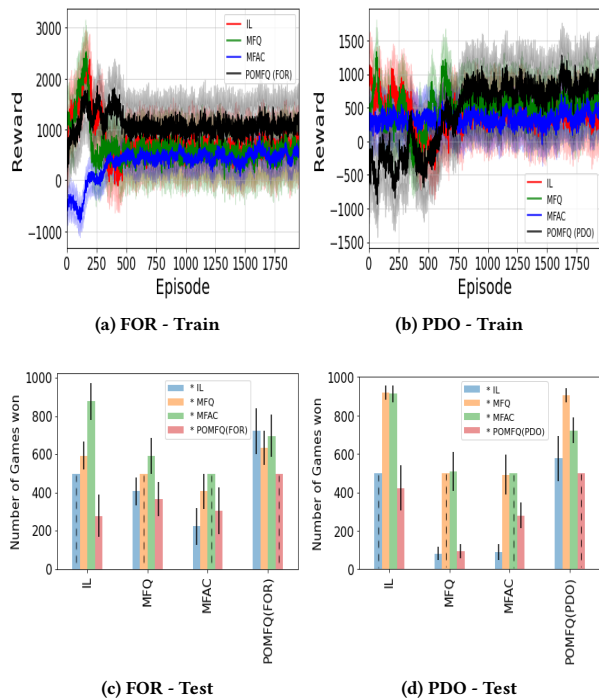 3000
2000
1000
0
-1000
Reward
IL
MFQ
MFAC
POMFQ (FOR)
0 250 500 750 1000 1250 1500 1750
Episode
(a) FOR - Train
1500
1000
500
0
-500
-1000
-1500
Reward
IL
MFQ
MFAC
POMFQ (PDO)
0 250 500 750 1000 1250 1500 1750
Episode
(b) PDO - Train
1000
800
600
400
200
0
Number of Games won
* IL
* MFQ
* MFAC
* POMFQ(FOR)
IL
MFQ
MFAC
POMFQ(FOR)
(c) FOR - Test
1000
800
600
400
200
0
Number of Games won
* IL
* MFQ
* MFAC
* POMFQ(PDO)
IL
MFQ
MFAC
POMFQ(PDO)
(d) PDO - Test